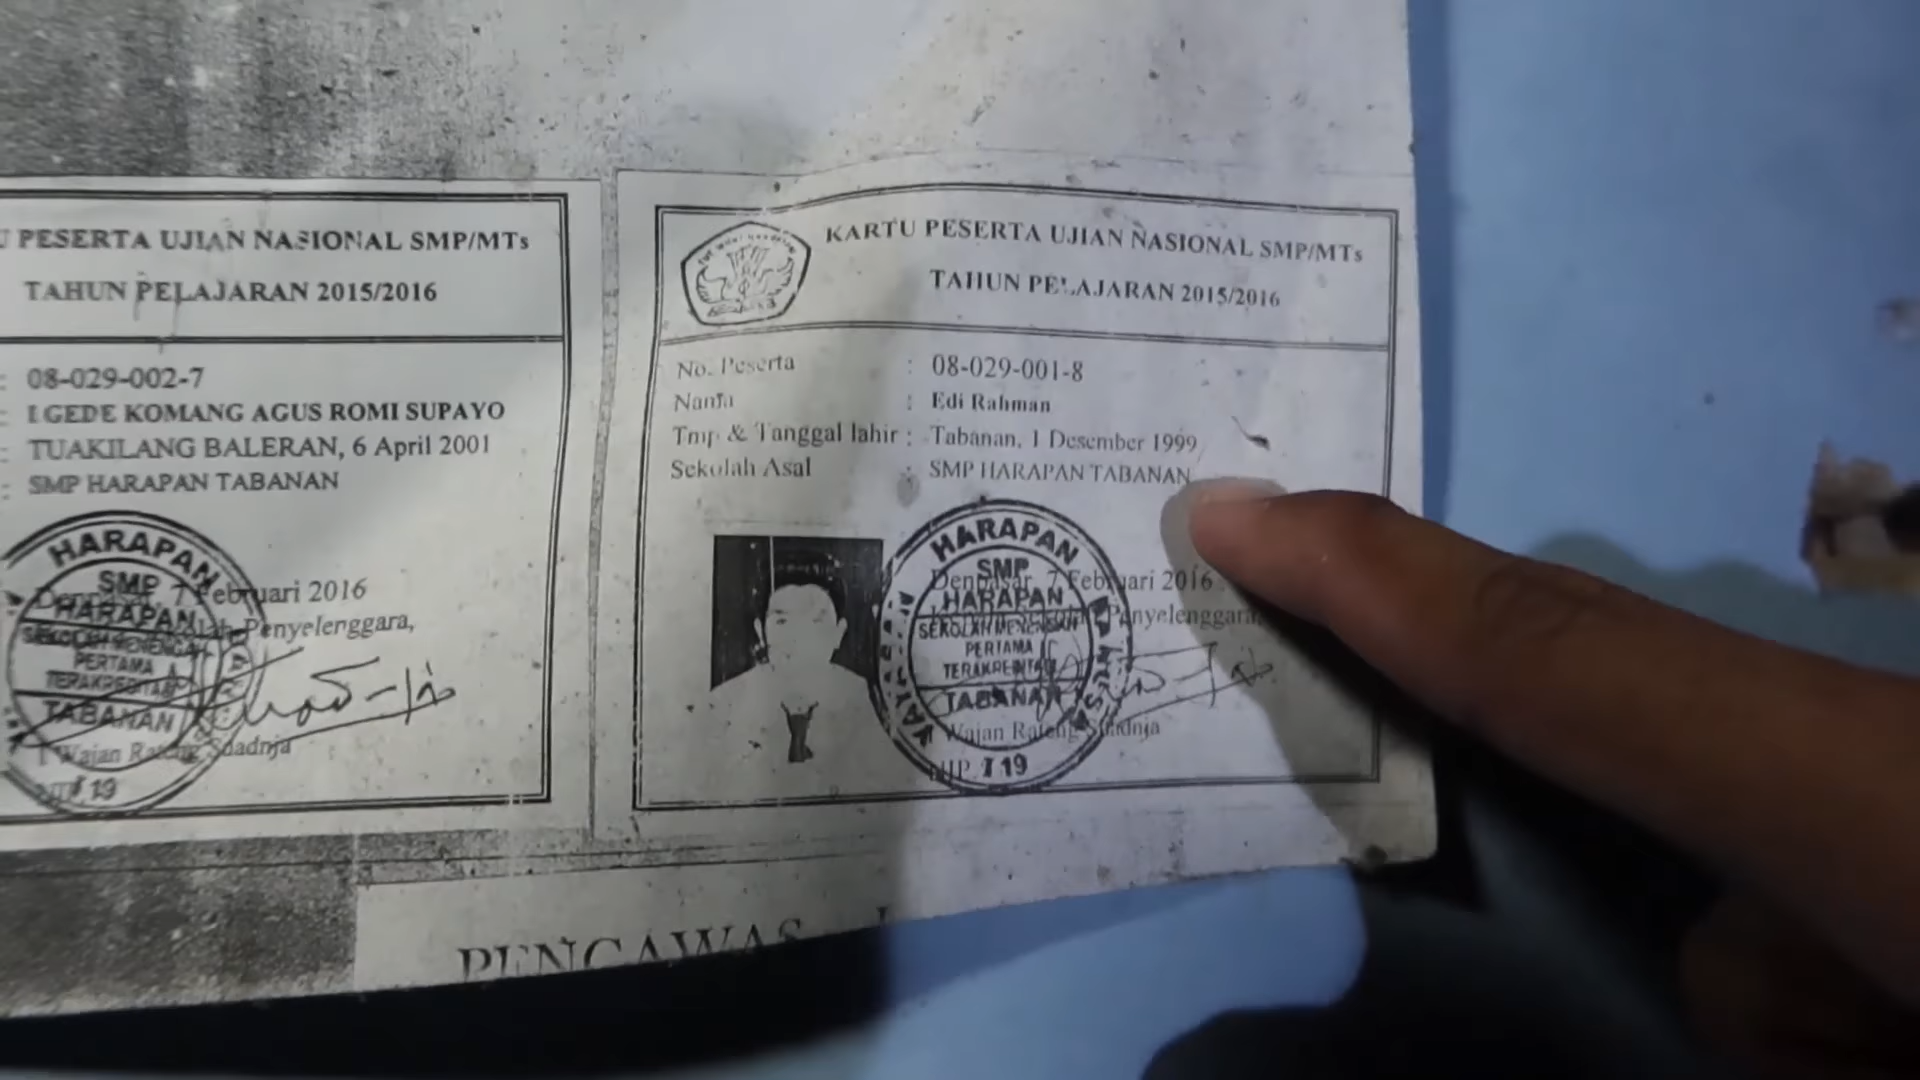 PESERTA UJIAN NASIONAL SMP/MTs
TAHUN PELAJARAN 2015/2016
: 08-029-002-7
: I GEDE KOMANG AGUS ROMI SUPAYO
: TUAKILANG BALERAN, 6 April 2001
: SMP HARAPAN TABANAN
HARAPAN
SMP
HARAPAN
SEKOLAH MENENGAH
PERTAMA
TERAKREDITASI
TABANAN
7 Februari 2016
Penyelenggara,
I Wajan Rateng Suadnja
19
KARTU PESERTA UJIAN NASIONAL SMP/MTs
TAHUN PELAJARAN 2015/2016
No. Peserta : 08-029-001-8
Nama : Edi Rahman
Tmp & Tanggal lahir : Tabanan, 1 Desember 1999
Sekolah Asal : SMP HARAPAN TABANAN
HARAPAN
SMP
HARAPAN
SEKOLAH MENENGAH
PERTAMA
TERAKREDITASI
TABANAN
Denpasar, 7 Februari 2016
Sekolah Penyelenggara,
I Wajan Rateng Suadnja
NIP. 19
PENGAWAS